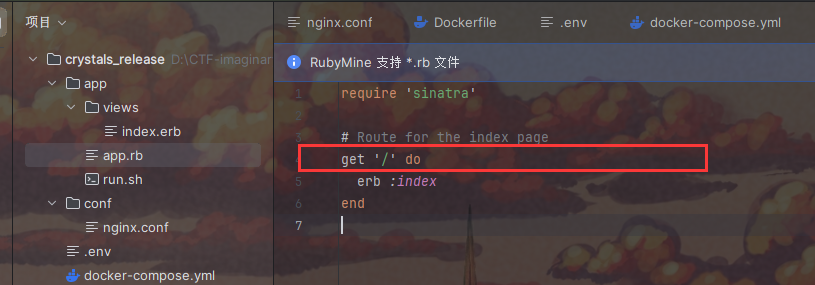 项目
nginx.conf
Dockerfile
.env
docker-compose.yml
crystals_release D:\CTF-Imaginar
app
views
index.erb
app.rb
run.sh
conf
nginx.conf
.env
docker-compose.yml
RubyMine 支持 *.rb 文件
1 require 'sinatra'
2
3 # Route for the index page
4 get '/' do
5 erb :index
6 end
7